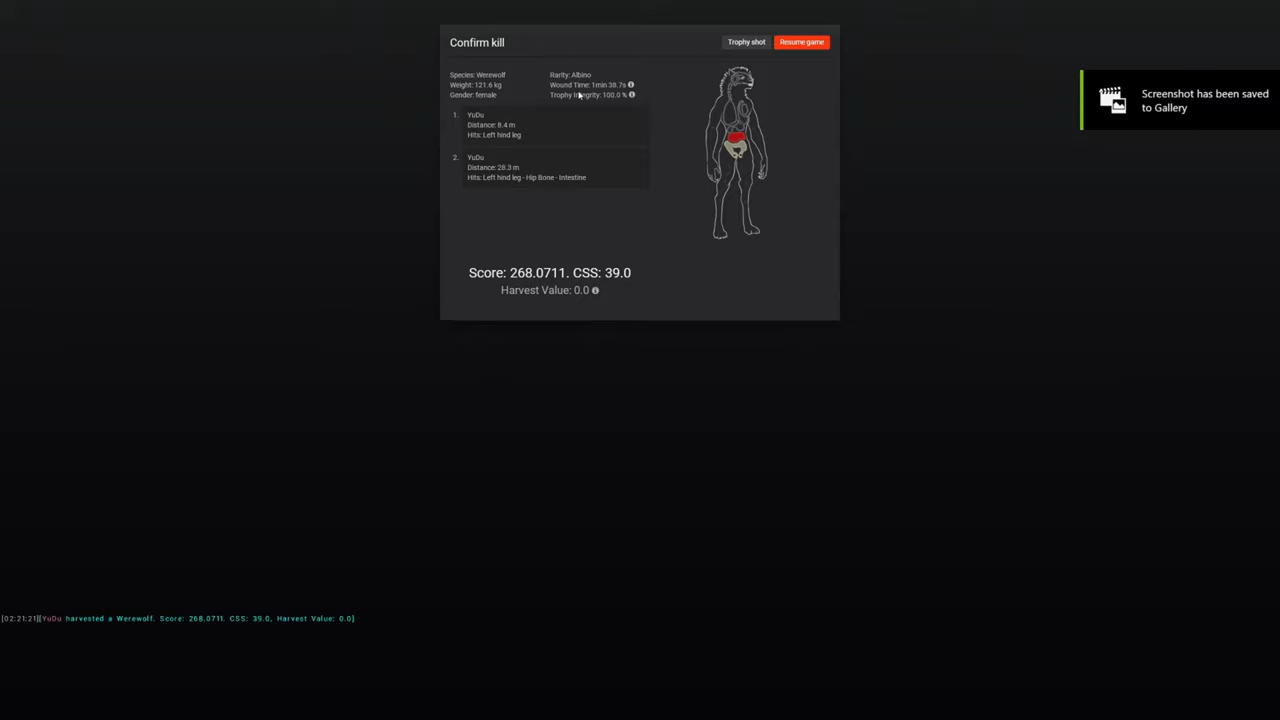 Confirm kill
Trophy shot
Resume game
Species: Werewolf
Rarity: Albino
Weight: 121.6 kg
Wound Time: 1min 38.7s
Gender: female
Trophy Integrity: 100.0 %
1. YuDu
Distance: 8.4 m
Hits: Left hind leg
2. YuDu
Distance: 28.3 m
Hits: Left hind leg - Hip Bone - Intestine
Score: 268.0711. CSS: 39.0
Harvest Value: 0.0
Screenshot has been saved
to Gallery
[02:21:21][YuDu harvested a Werewolf. Score: 268.0711. CSS: 39.0, Harvest Value: 0.0]